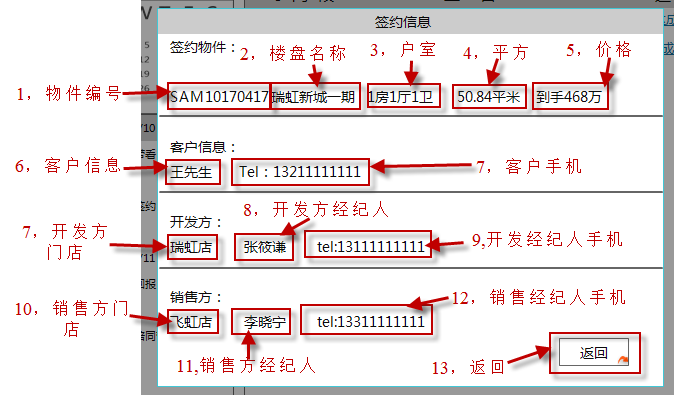 签约信息
签约物件：
2，楼盘名称
3，户室
4，平方
5，价格
1，物件编号
TSAM10170417
瑞虹新城一期
1房1厅1卫
50.84平米
到手468万
客户信息：
6，客户信息
王先生
Tel：13211111111
7，客户手机
8，开发方经纪人
开发方：
7，开发方
门店
瑞虹店
张筱谦
tel:13111111111
9,开发经纪人手机
销售方：
12，销售经纪人手机
10，销售方门
店
飞虹店
李晓宁
tel:13311111111
11,销售方经纪人
13，返回
返回